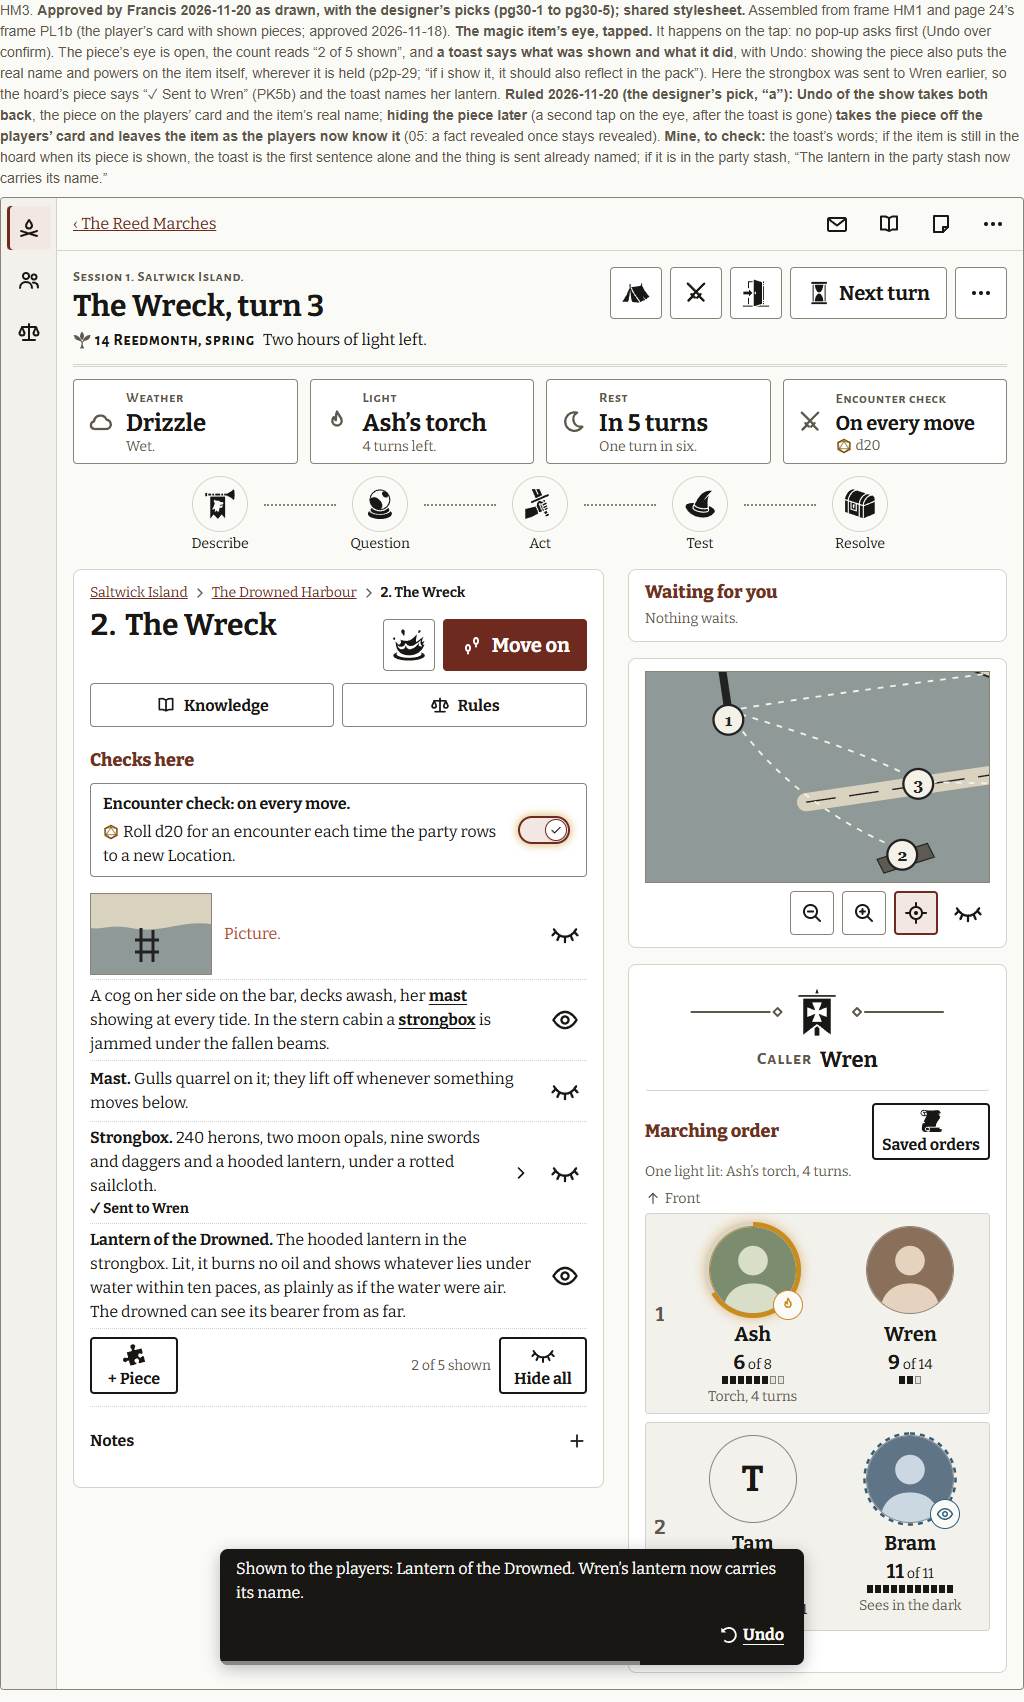 HM3. Approved by Francis 2026-11-20 as drawn, with the designer’s picks (pg30-1 to pg30-5); shared stylesheet. Assembled from frame HM1 and page 24’s
frame PL1b (the player’s card with shown pieces; approved 2026-11-18). The magic item’s eye, tapped. It happens on the tap: no pop-up asks first (Undo over
confirm). The piece’s eye is open, the count reads “2 of 5 shown”, and a toast says what was shown and what it did, with Undo: showing the piece also puts the
real name and powers on the item itself, wherever it is held (p2p-29; “if i show it, it should also reflect in the pack”). Here the strongbox was sent to Wren earlier, so
the hoard’s piece says “✓ Sent to Wren” (PK5b) and the toast names her lantern. Ruled 2026-11-20 (the designer’s pick, “a”): Undo of the show takes both
back, the piece on the players’ card and the item’s real name; hiding the piece later (a second tap on the eye, after the toast is gone) takes the piece off the
players’ card and leaves the item as the players now know it (05: a fact revealed once stays revealed). Mine, to check: the toast’s words; if the item is still in the
hoard when its piece is shown, the toast is the first sentence alone and the thing is sent already named; if it is in the party stash, “The lantern in the party stash now
carries its name.”
‹ The Reed Marches
Session 1. Saltwick Island.
The Wreck, turn 3
14 Reedmonth, spring Two hours of light left.
Next turn
Weather
Drizzle
Wet.
Light
Ash’s torch
4 turns left.
Rest
In 5 turns
One turn in six.
Encounter check
On every move
d20
Describe
Question
Act
Test
Resolve
Saltwick Island > The Drowned Harbour > 2. The Wreck
2. The Wreck
Move on
Knowledge
Rules
Checks here
Encounter check: on every move.
Roll d20 for an encounter each time the party rows
to a new Location.
Picture.
A cog on her side on the bar, decks awash, her mast
showing at every tide. In the stern cabin a strongbox is
jammed under the fallen beams.
Mast. Gulls quarrel on it; they lift off whenever something
moves below.
Strongbox. 240 herons, two moon opals, nine swords
and daggers and a hooded lantern, under a rotted
sailcloth.
✓ Sent to Wren
Lantern of the Drowned. The hooded lantern in the
strongbox. Lit, it burns no oil and shows whatever lies under
water within ten paces, as plainly as if the water were air.
The drowned can see its bearer from as far.
+ Piece
2 of 5 shown
Hide all
Notes
Waiting for you
Nothing waits.
1
3
2
Caller Wren
Marching order
Saved orders
One light lit: Ash’s torch, 4 turns.
↑ Front
1
Ash
6 of 8
Torch, 4 turns
Wren
9 of 14
2
T
Tam
Bram
11 of 11
Sees in the dark
Shown to the players: Lantern of the Drowned. Wren’s lantern now carries
its name.
Undo